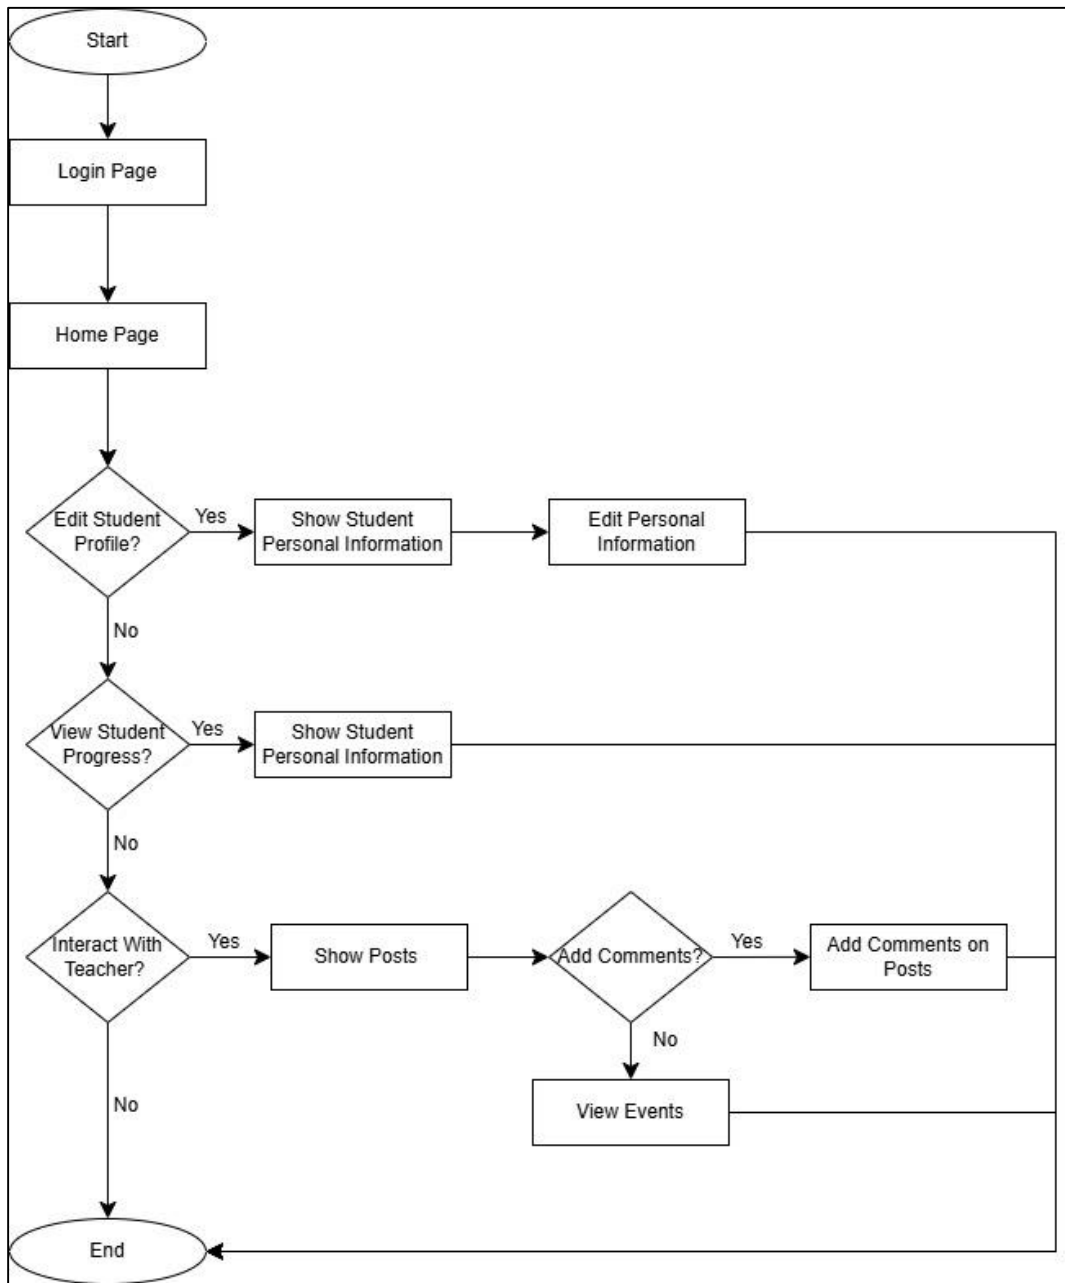 Start
Login Page
Home Page
Edit Student
Profile?
Yes
Show Student
Personal Information
Edit Personal
Information
No
View Student
Progress?
Yes
Show Student
Personal Information
No
Interact With
Teacher?
Yes
Show Posts
Add Comments?
Yes
Add Comments on
Posts
No
View Events
No
End